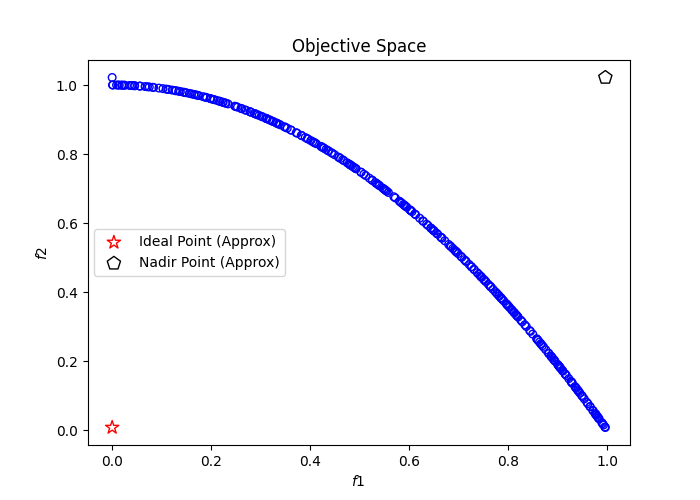 Objective Space
f2
1.0
0.8
0.6
0.4
0.2
0.0
Ideal Point (Approx)
Nadir Point (Approx)
0.0 0.2 0.4 0.6 0.8 1.0
f1